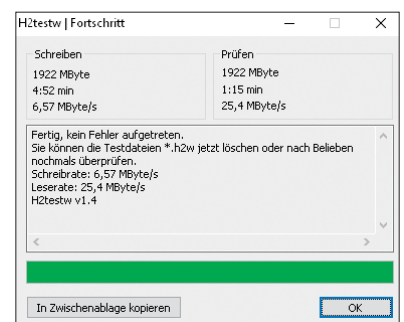 H2testw | Fortschritt
Schreiben
1922 MByte
4:52 min
6,57 MByte/s
Prüfen
1922 MByte
1:15 min
25,4 MByte/s
Fertig, kein Fehler aufgetreten.
Sie können die Testdateien *.h2w jetzt löschen oder nach Belieben
nochmals überprüfen.
Schreibrate: 6,57 MByte/s
Leserate: 25,4 MByte/s
H2testw v1.4
In Zwischenablage kopieren
OK